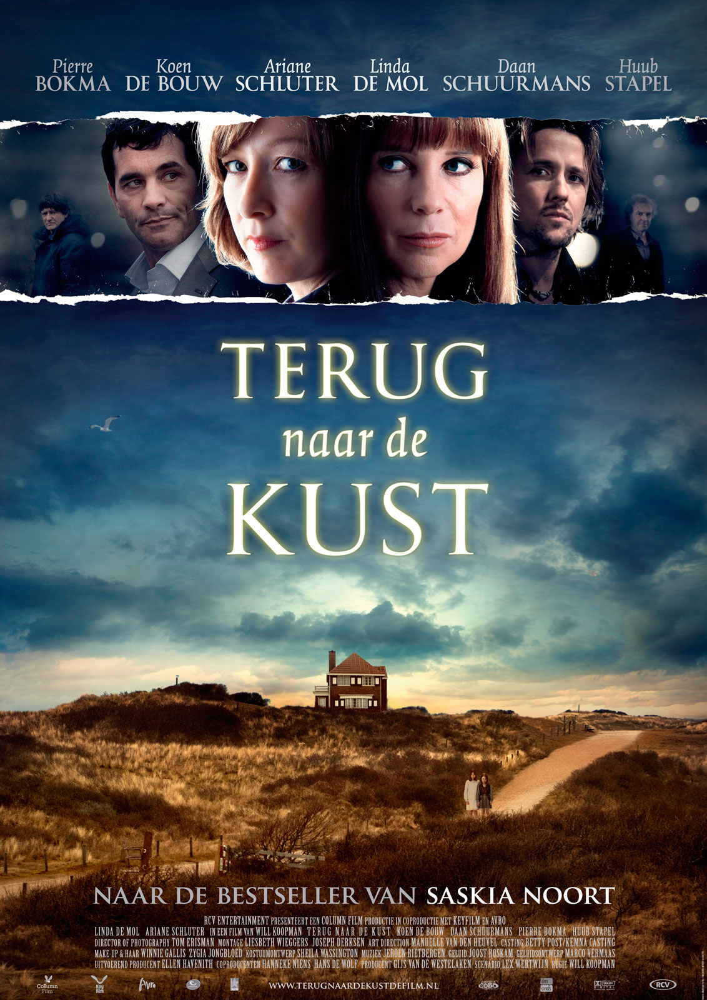 Pierre BOKMA
Koen DE BOUW
Ariane SCHLUTER
Linda DE MOL
Daan SCHUURMANS
Huub STAPEL
TERUG
naar de
KUST
NAAR DE BESTSELLER VAN SASKIA NOORT
RCV ENTERTAINMENT PRESENTEERT EEN COLUMN FILM PRODUCTIE IN COPRODUCTIE MET KEYFILM EN AVRO
LINDA DE MOL ARIANE SCHLUTER IN EEN FILM VAN WILL KOOPMAN TERUG NAAR DE KUST KOEN DE BOUW DAAN SCHUURMANS PIERRE BOKMA HUUB STAPEL
DIRECTOR OF PHOTOGRAPHY TOM ERISMAN MONTAGE LIESBETH WIEGGERS JOSEPH DERKSEN ART DIRECTION MANUELLE VAN DEN HEUVEL CASTING BETTY POST/KEMNA CASTING
MAKE-UP & HAAR WINNIE GALLIS ZYGIA JONGBLOED KOSTUUMONTWERP SHEILA WASSINGTON MUZIEK JEROEN RIETBERGEN GELUID JOOST ROSKAM GELUIDSONTWERP MARCO VERMAAS
UITVOEREND PRODUCENT ELLEN HAVENITH COPRODUCENTEN HANNEKE NIENS HANS DE WOLF PRODUCENT GIJS VAN DE WESTELAKEN SCENARIO LEX WERTWIJN REGIE WILL KOOPMAN
Column Film
Key film
Avro
WWW.TERUGNAARDEKUSTDEFILM.NL
COBO
DOLBY
DIGITAL
RCV